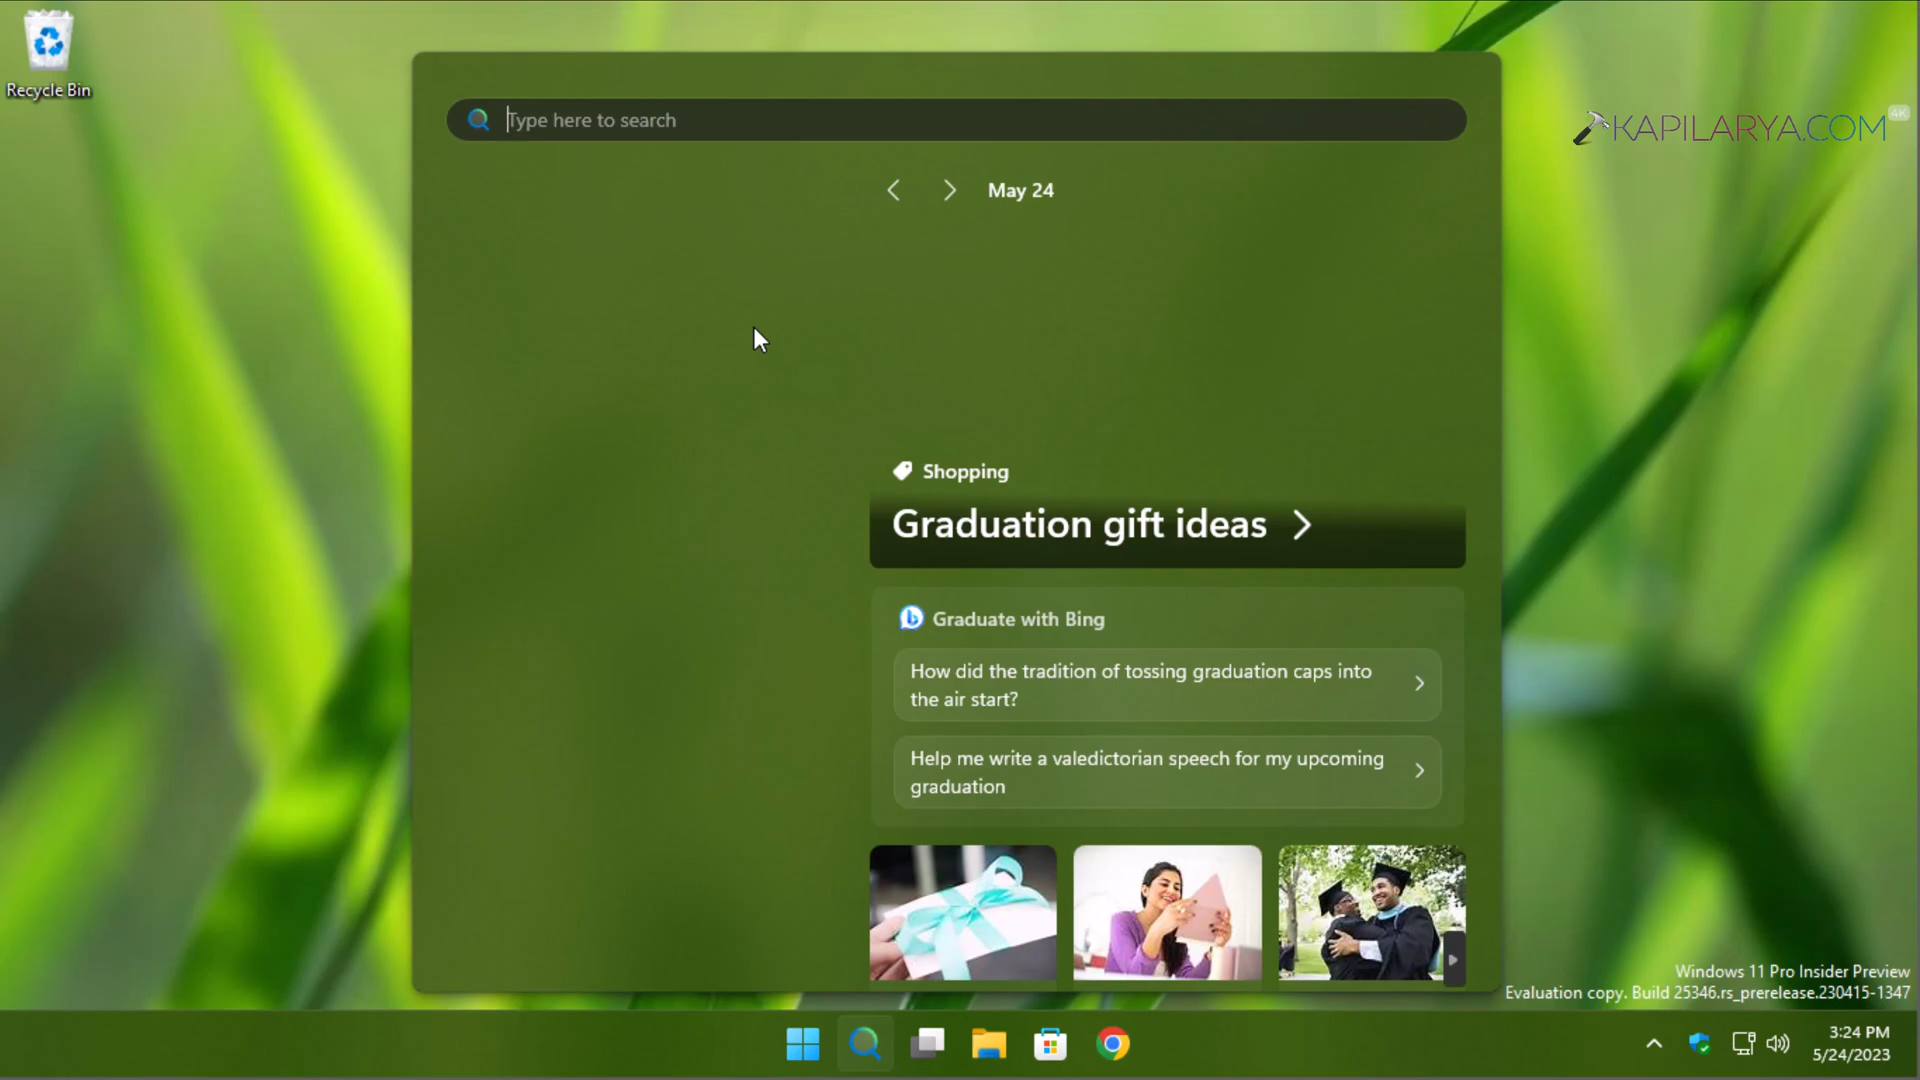 Recycle Bin
Type here to search
KAPILARYA.COM
4K
May 24
Shopping
Graduation gift ideas
Graduate with Bing
How did the tradition of tossing graduation caps into
the air start?
Help me write a valedictorian speech for my upcoming
graduation
Windows 11 Pro Insider Preview
Evaluation copy. Build 25346.rs_prerelease.230415-1347
3:24 PM
5/24/2023